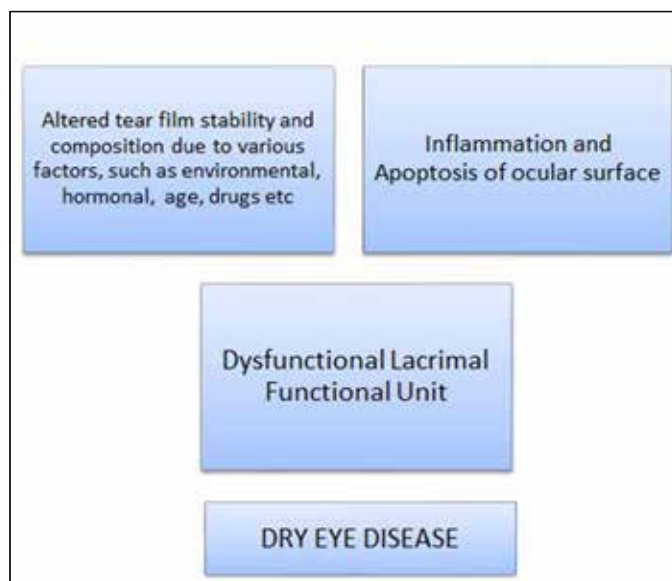 Altered tear film stability and
composition due to various
factors, such as environmental,
hormonal, age, drugs etc
Inflammation and
Apoptosis of ocular surface
Dysfunctional Lacrimal
Functional Unit
DRY EYE DISEASE